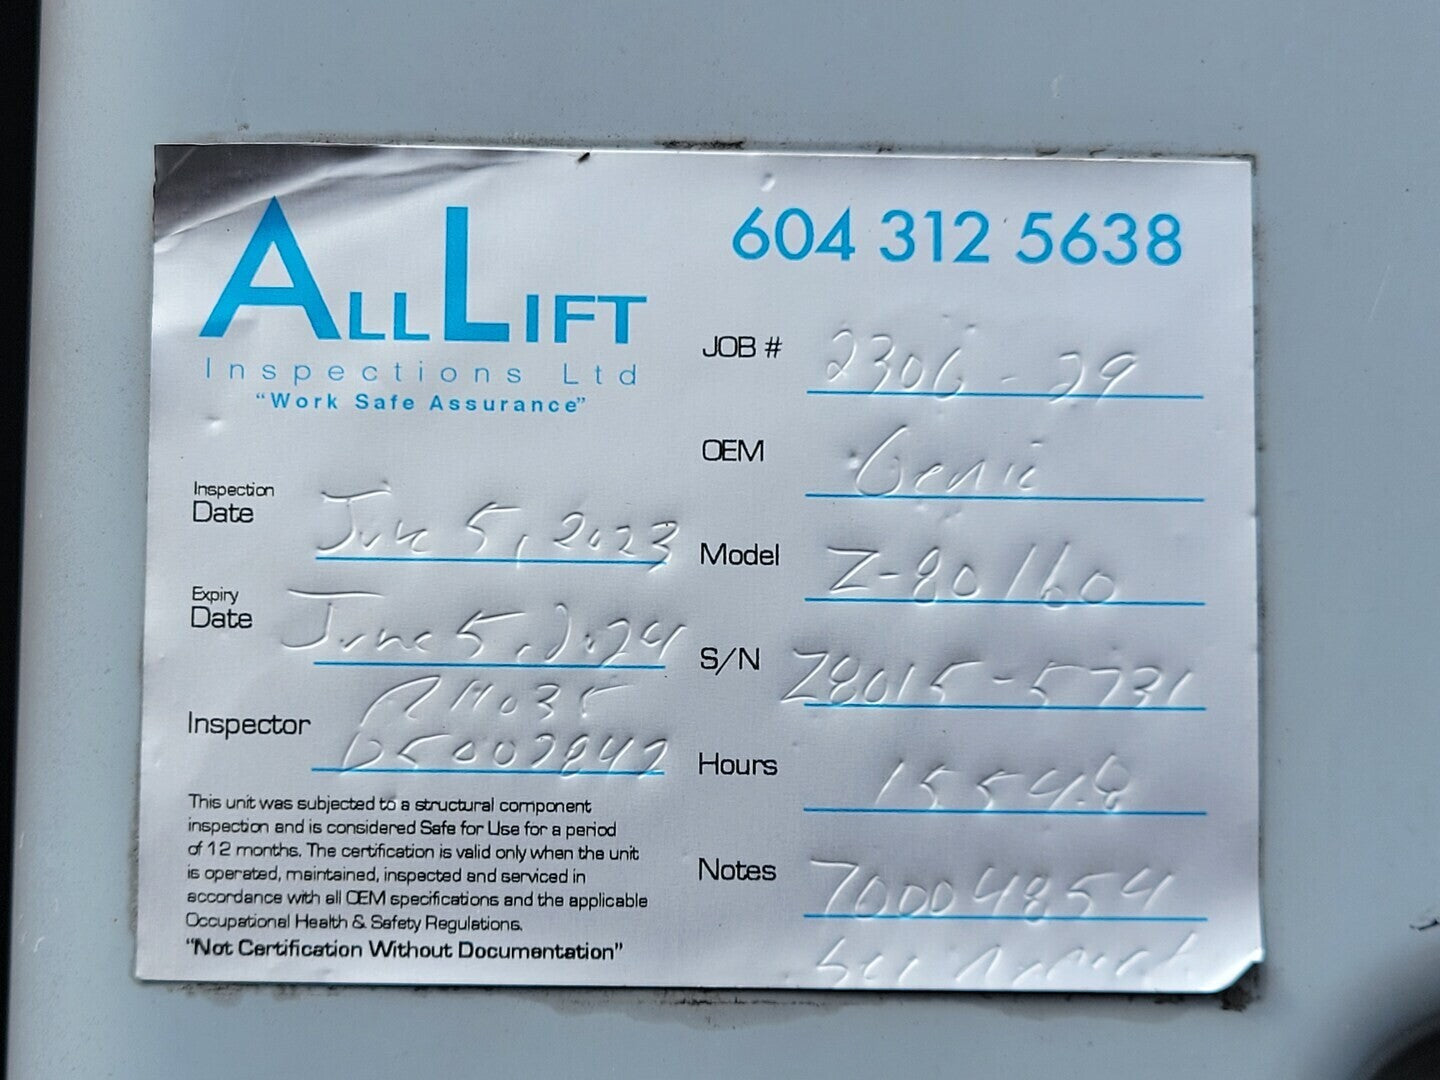 ALL LIFT
Inspections Ltd
"Work Safe Assurance"
604 312 5638
JOB # 2306 - 29
OEM Genie
Model Z-80/60
S/N Z8015-5731
Hours 1554.8
Notes 70004854
Inspection Date June 5, 2023
Expiry Date June 5, 2024
Inspector
This unit was subjected to a structural component
inspection and is considered Safe for Use for a period
of 12 months. The certification is valid only when the unit
is operated, maintained, inspected and serviced in
accordance with all OEM specifications and the applicable
Occupational Health & Safety Regulations.
"Not Certification Without Documentation"